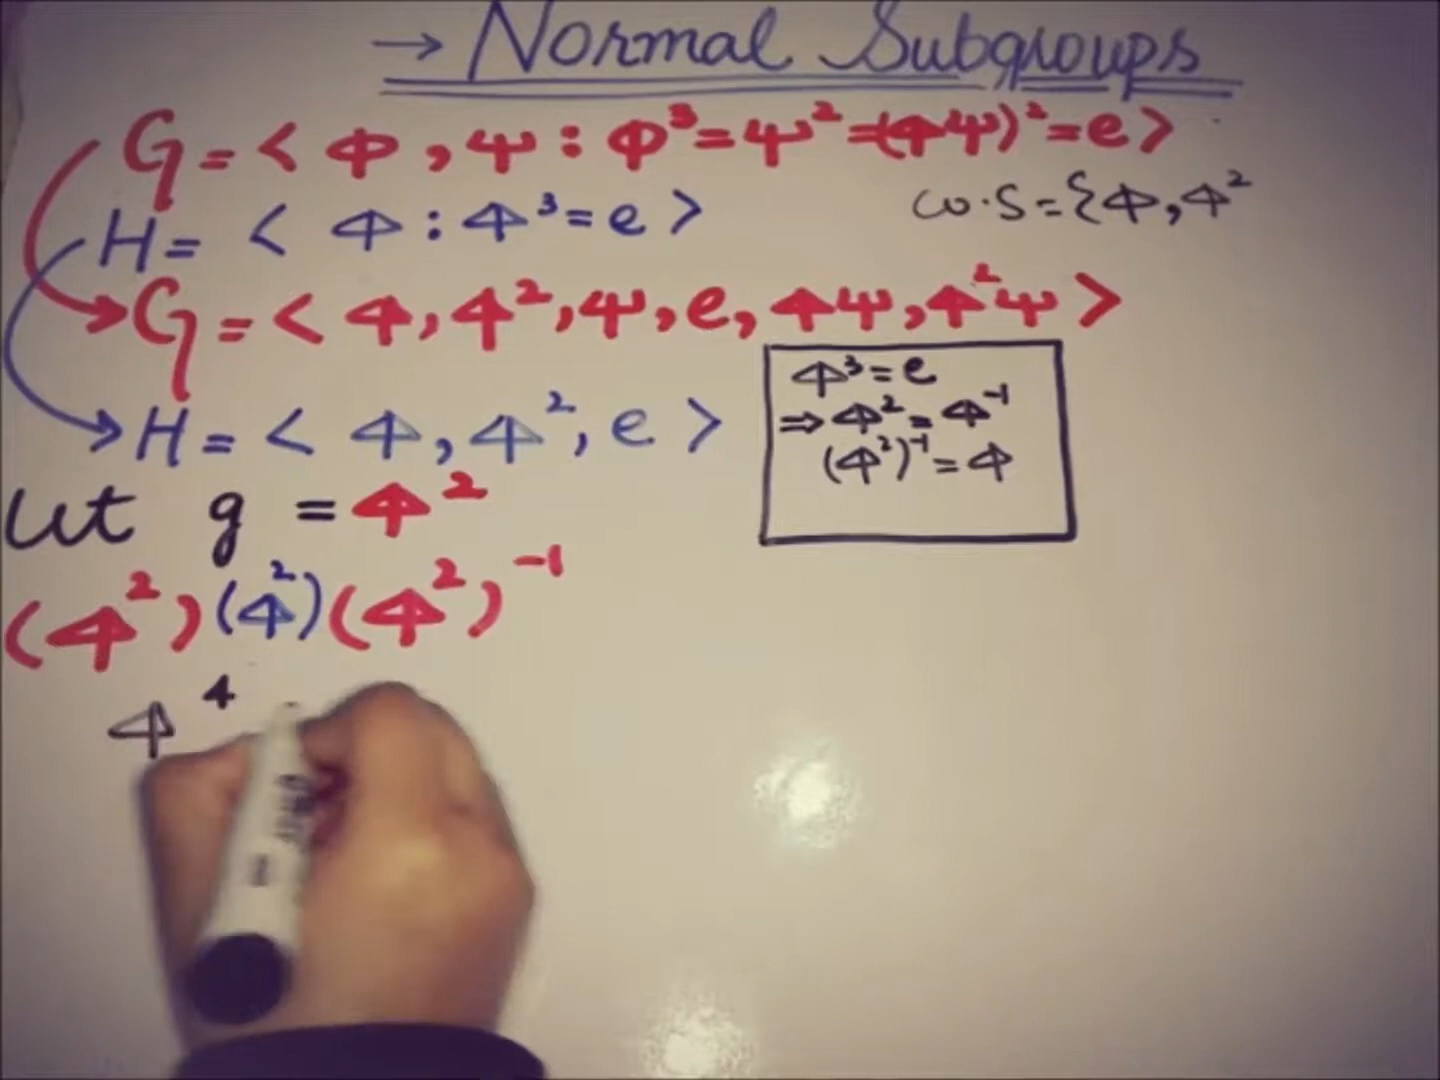 → Normal Subgroups
G = < φ, ψ : φ³ = ψ² = (φψ)² = e >
H = < φ : φ³ = e >
co.S = {φ, φ²
G = < φ, φ², ψ, e, φψ, φ²ψ >
H = < φ, φ², e >
φ³ = e
⇒ φ² = φ⁻¹
(φ²)⁻¹ = φ
let g = φ²
(φ²)(φ²)(φ²)⁻¹
φ⁴